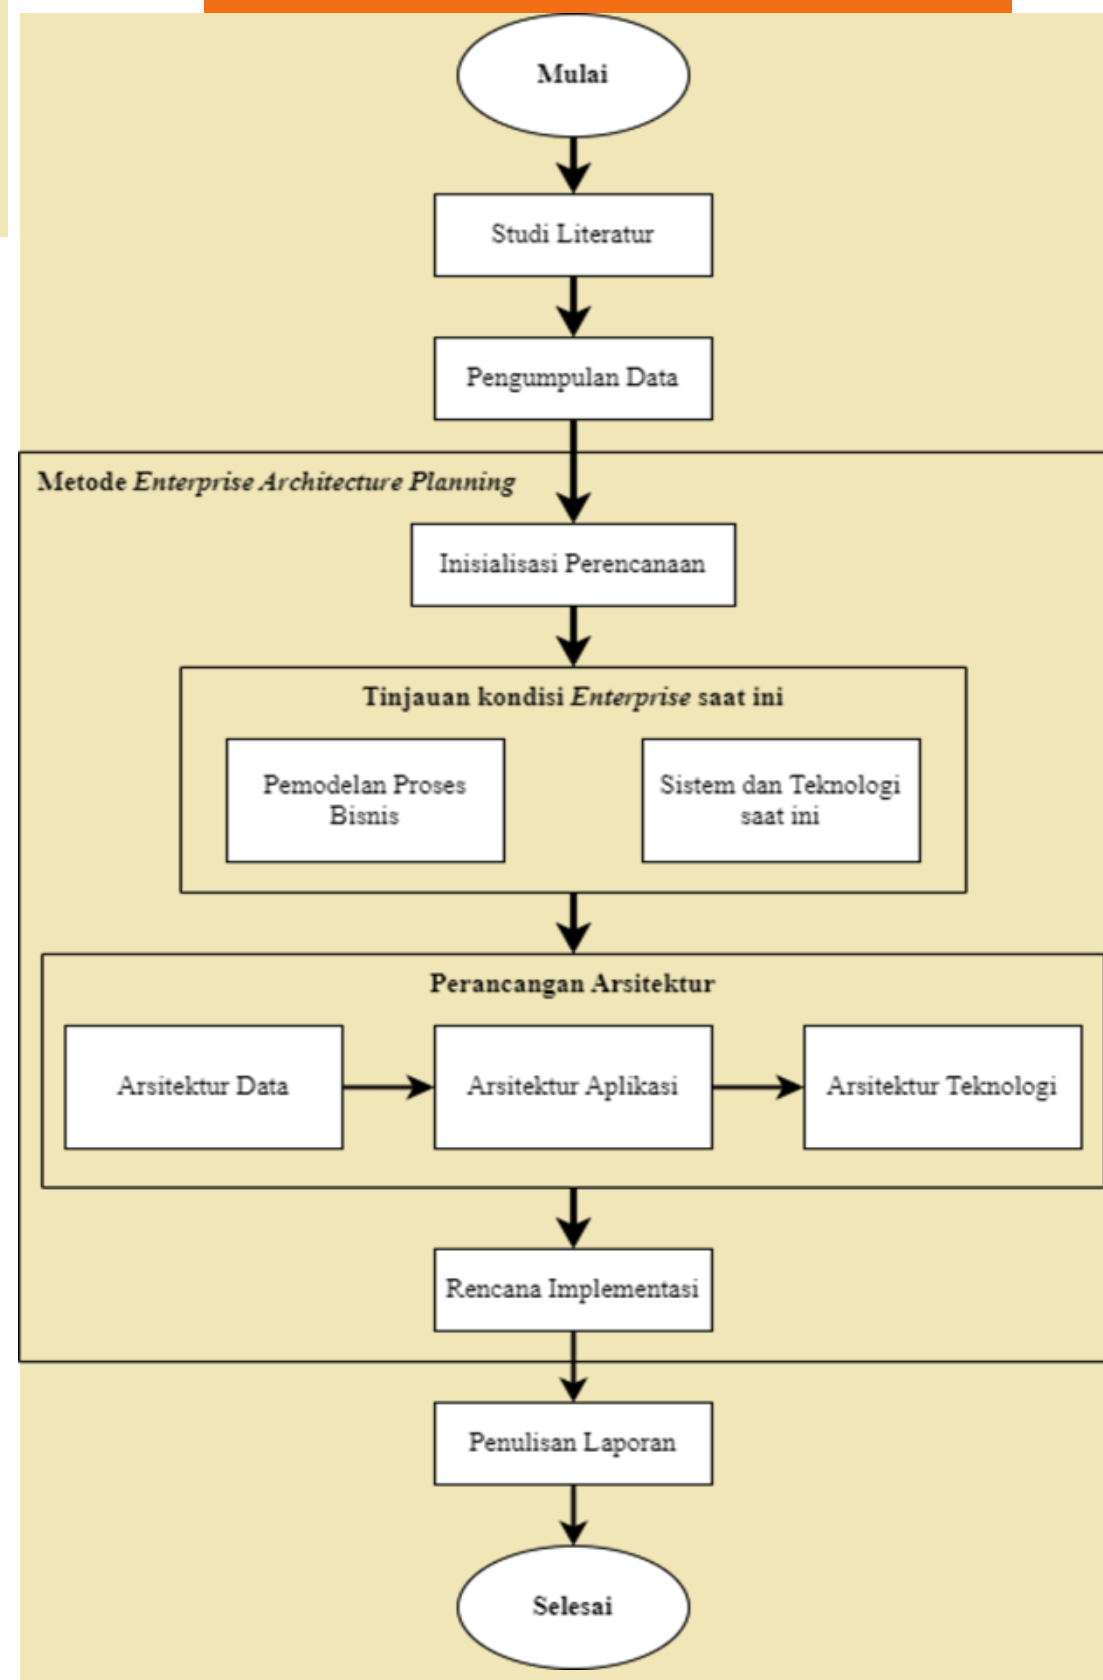 Mulai
Studi Literatur
Pengumpulan Data
Metode Enterprise Architecture Planning
Inisialisasi Perencanaan
Tinjauan kondisi Enterprise saat ini
Pemodelan Proses
Bisnis
Sistem dan Teknologi
saat ini
Perancangan Arsitektur
Arsitektur Data
Arsitektur Aplikasi
Arsitektur Teknologi
Rencana Implementasi
Penulisan Laporan
Selesai